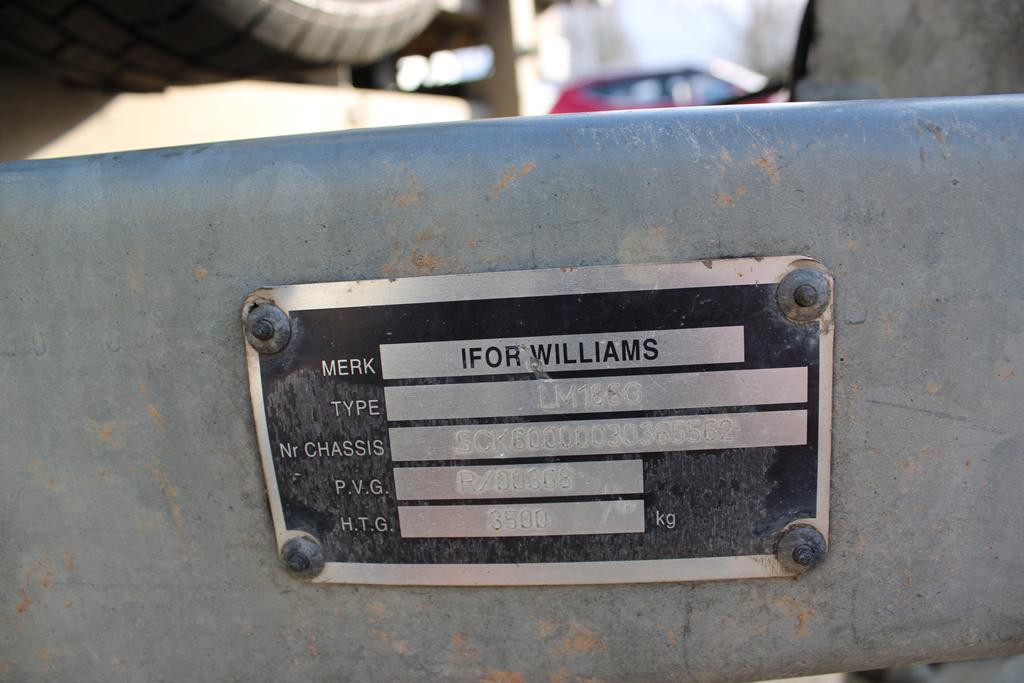 MERK IFOR WILLIAMS
TYPE LM186G
Nr CHASSIS SCK60000030365562
P.V.G. R/00368
H.T.G. 3500 kg